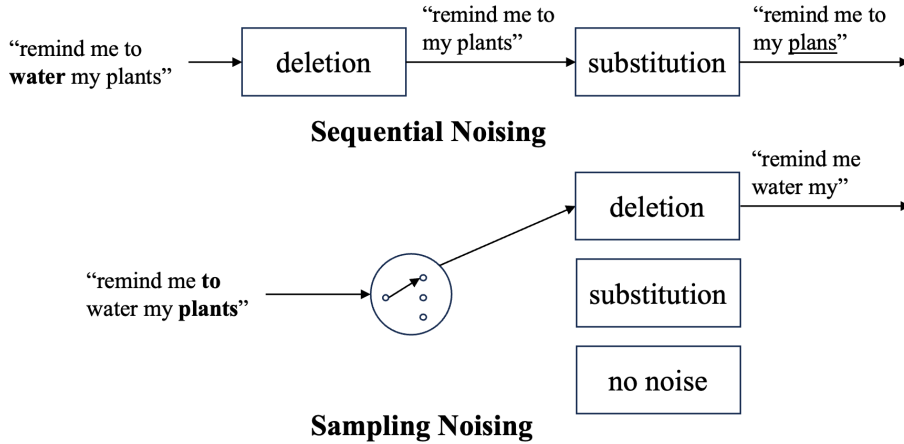 “remind me to
water my plants”
deletion
“remind me to
my plants”
substitution
“remind me to
my plans”
Sequential Noising
“remind me to
water my plants”
deletion
“remind me
water my”
substitution
no noise
Sampling Noising